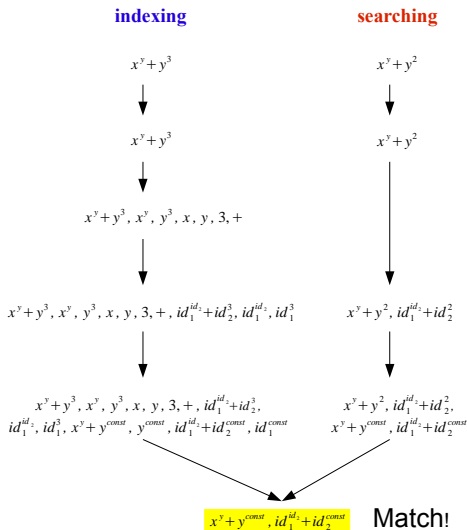 indexing searching
x^y + y^3 x^y + y^2
x^y + y^3 x^y + y^2
x^y + y^3, x^y, y^3, x, y, 3, +
x^y + y^3, x^y, y^3, x, y, 3, +, id_1^{id_2} + id_2^3, id_1^{id_2}, id_1^3 x^y + y^2, id_1^{id_2} + id_2^2
x^y + y^3, x^y, y^3, x, y, 3, +, id_1^{id_2} + id_2^3, x^y + y^2, id_1^{id_2} + id_2^2,
id_1^{id_2}, id_1^3, x^y + y^{const}, y^{const}, id_1^{id_2} + id_2^{const}, id_1^{const} x^y + y^{const}, id_1^{id_2} + id_2^{const}
x^y + y^{const}, id_1^{id_2} + id_2^{const} Match!